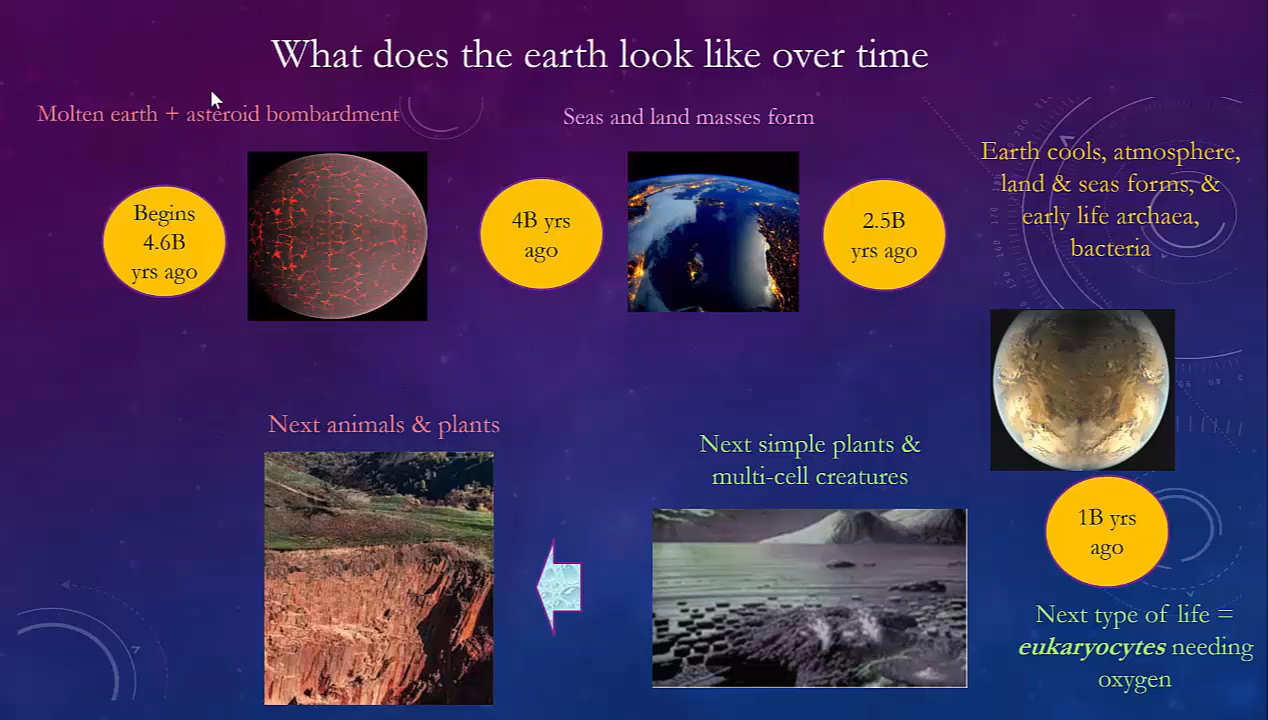 What does the earth look like over time
Molten earth + asteroid bombardment
Begins
4.6B
yrs ago
Seas and land masses form
4B yrs
ago
2.5B
yrs ago
Earth cools, atmosphere,
land & seas forms, &
early life archaea,
bacteria
1B yrs
ago
Next type of life =
eukaryocytes needing
oxygen
Next simple plants &
multi-cell creatures
Next animals & plants